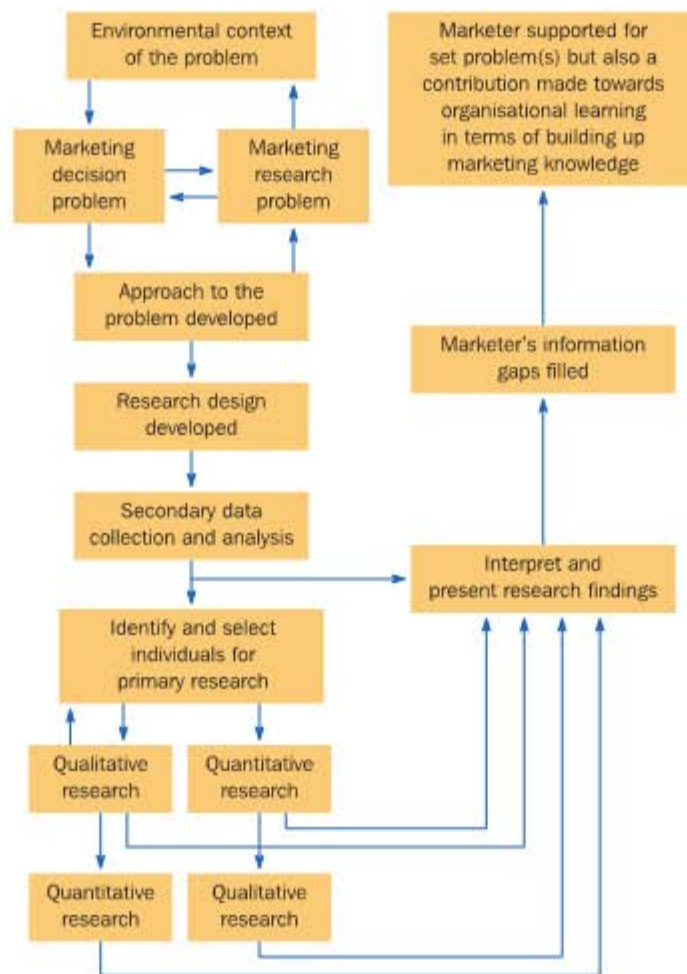 Environmental context
of the problem
Marketing
decision
problem
Marketing
research
problem
Approach to the
problem developed
Research design
developed
Secondary data
collection and analysis
Identify and select
individuals for
primary research
Qualitative
research
Quantitative
research
Quantitative
research
Qualitative
research
Marketer supported for
set problem(s) but also a
contribution made towards
organisational learning
in terms of building up
marketing knowledge
Marketer's information
gaps filled
Interpret and
present research findings